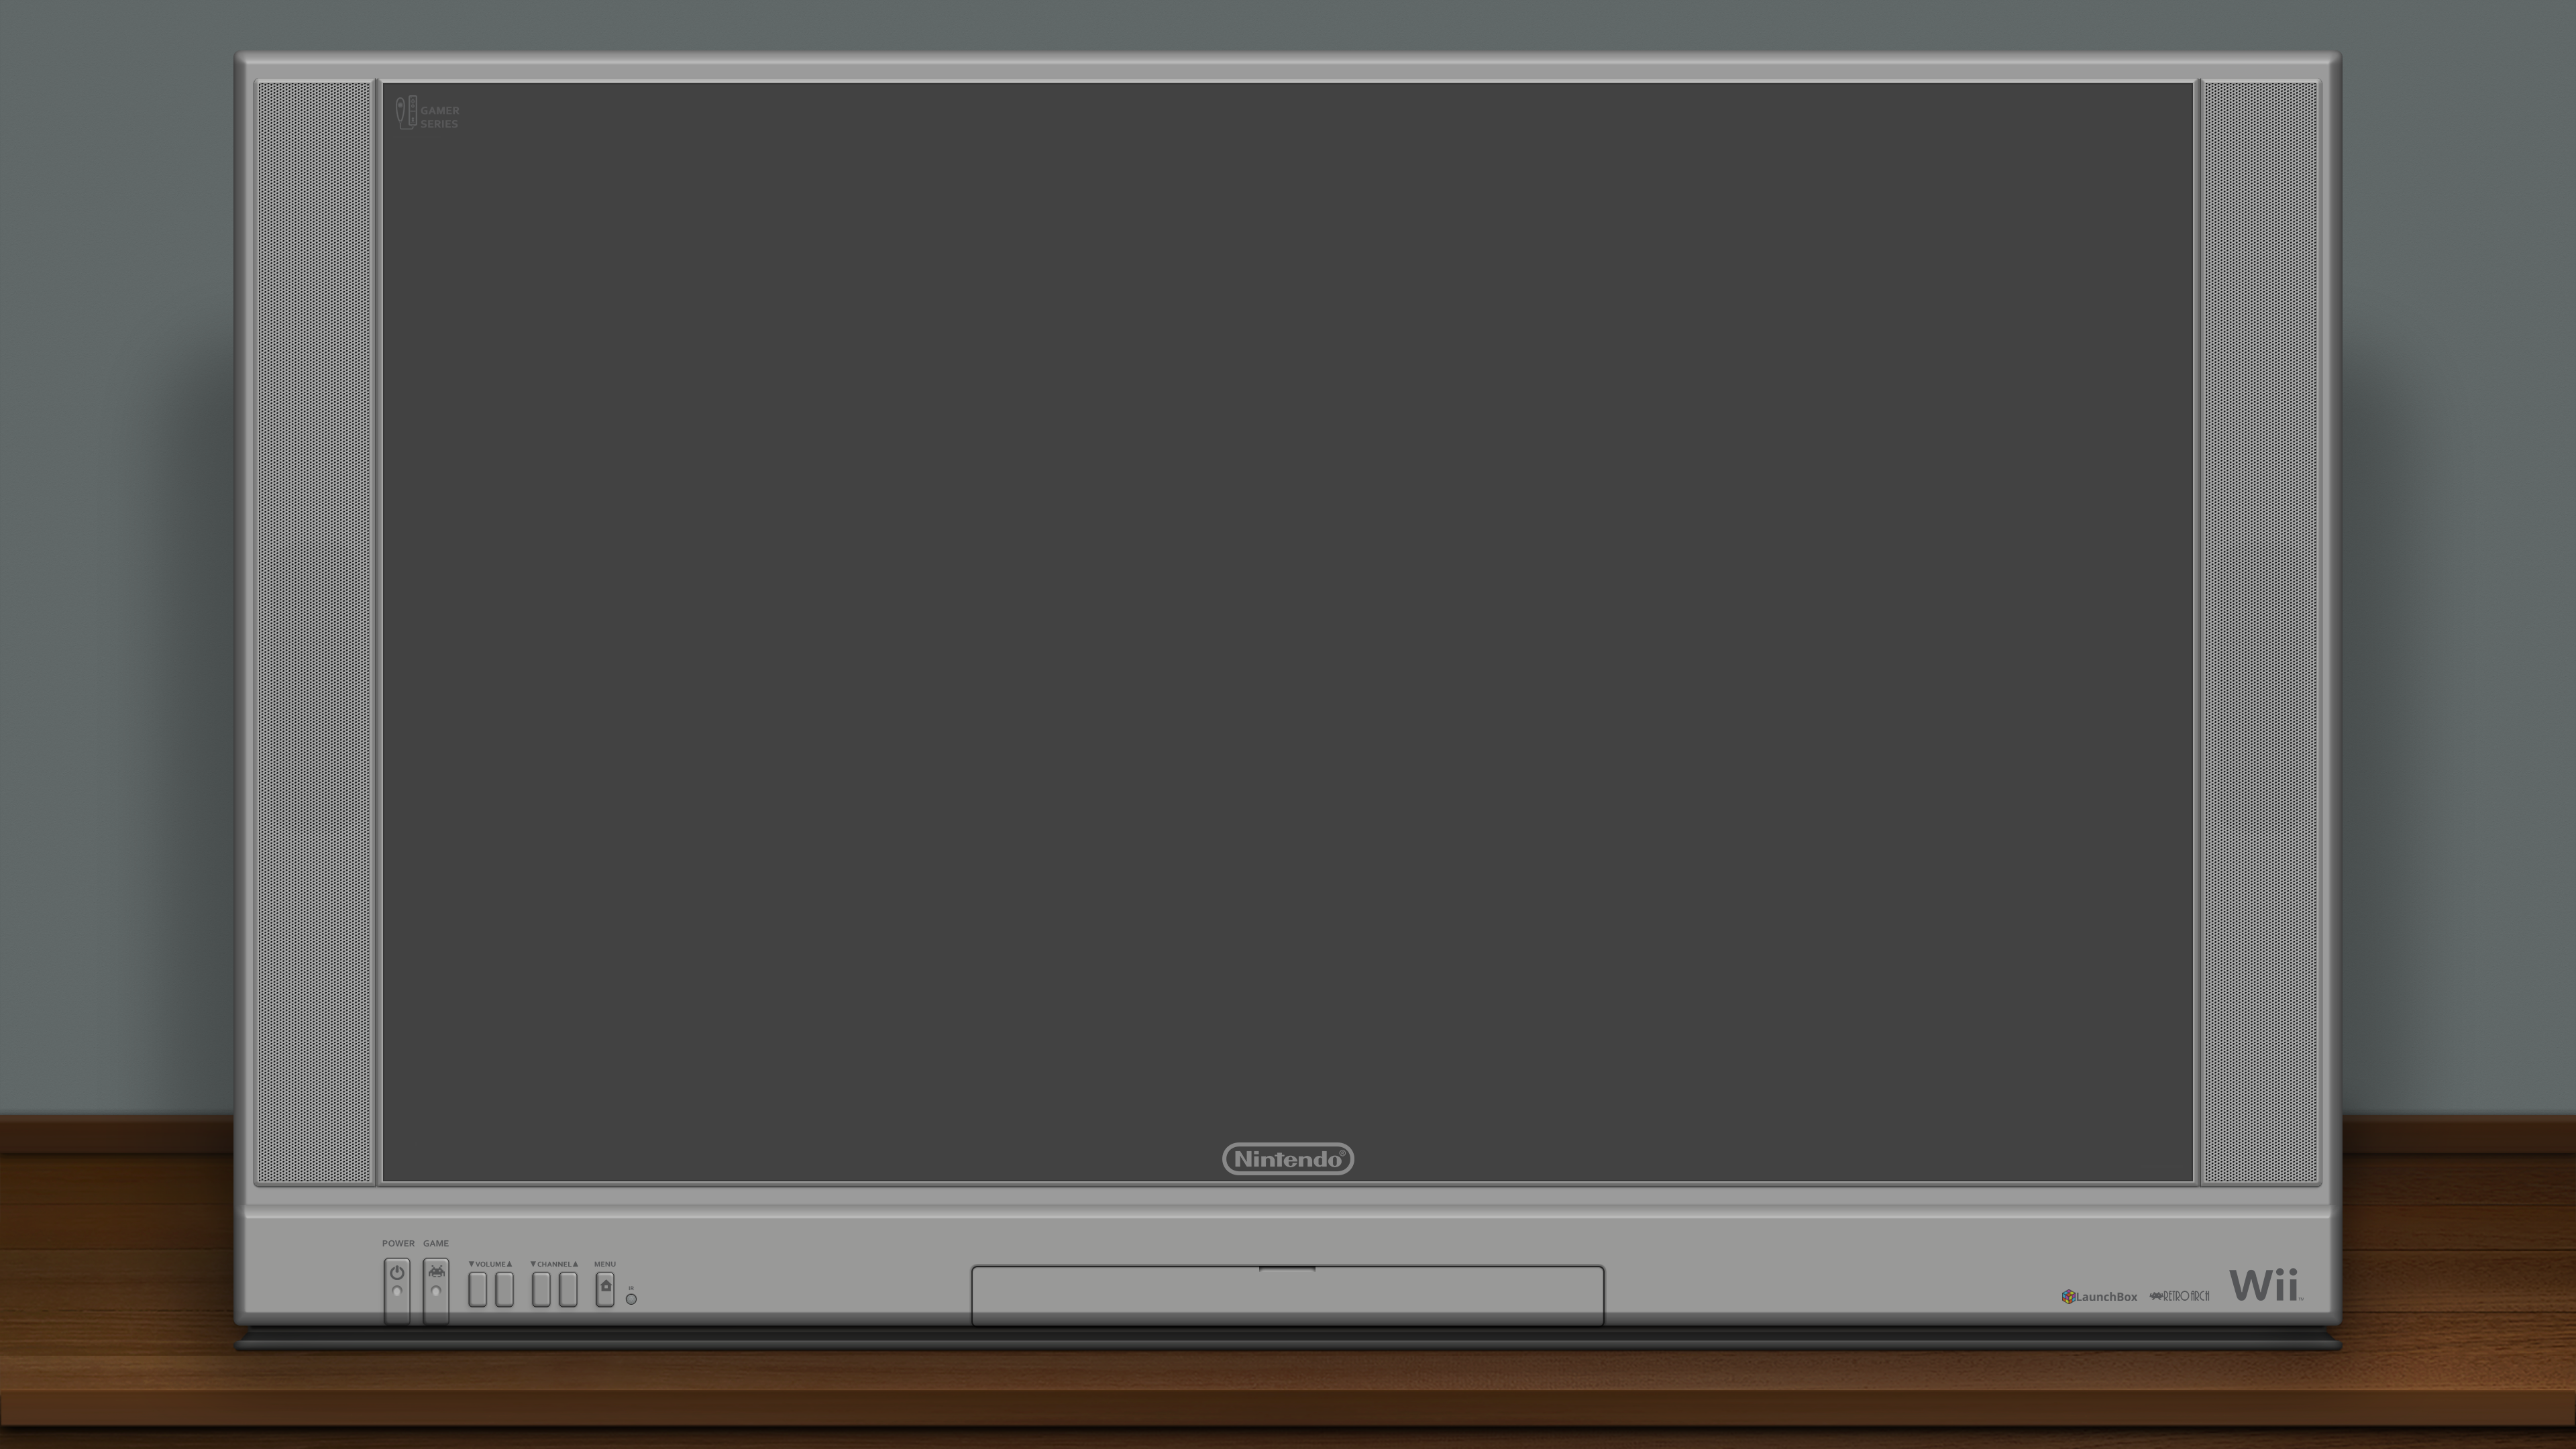 GAMER
SERIES
Nintendo®
POWER GAME
▼VOLUME▲ ▼CHANNEL▲ MENU
LaunchBox RETROARCH Wii